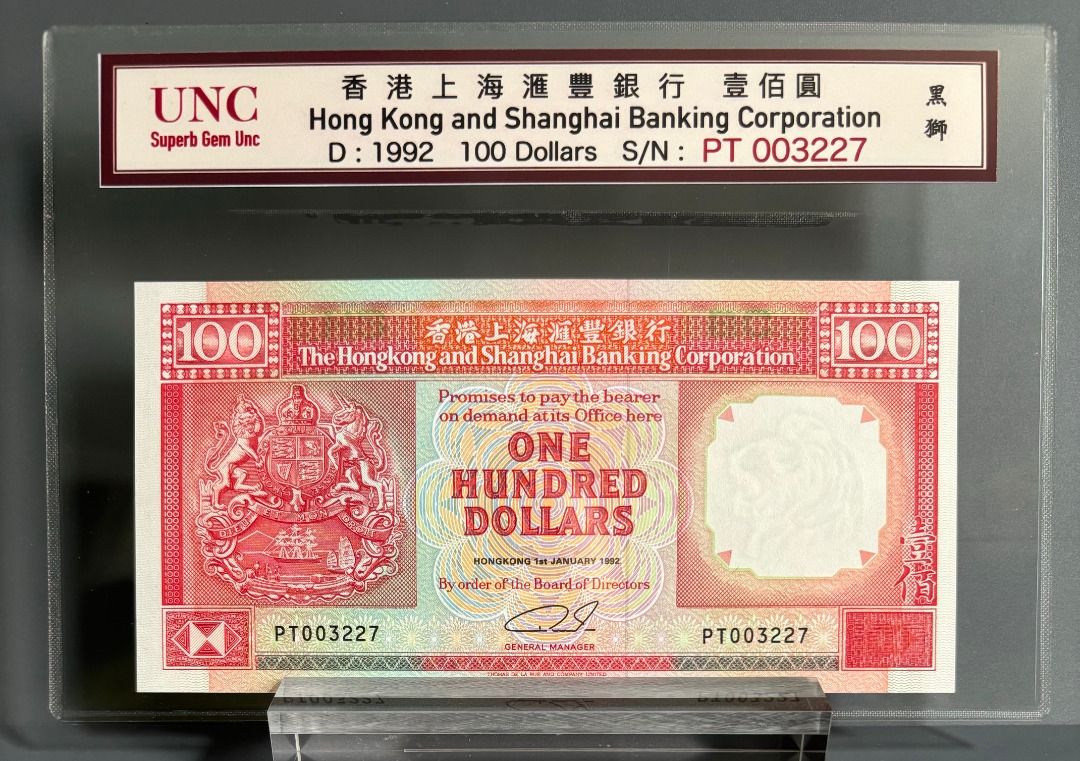 UNC
Superb Gem Unc
香港上海滙豐銀行 壹佰圓
Hong Kong and Shanghai Banking Corporation
D : 1992 100 Dollars S/N : PT 003227
黑獅
100
香港上海滙豐銀行
The Hongkong and Shanghai Banking Corporation
100
Promises to pay the bearer
on demand at its Office here
ONE
HUNDRED
DOLLARS
HONGKONG 1st JANUARY 1992
By order of the Board of Directors
GENERAL MANAGER
壹佰
PT003227
PT003227
THOMAS DE LA RUE AND COMPANY LIMITED